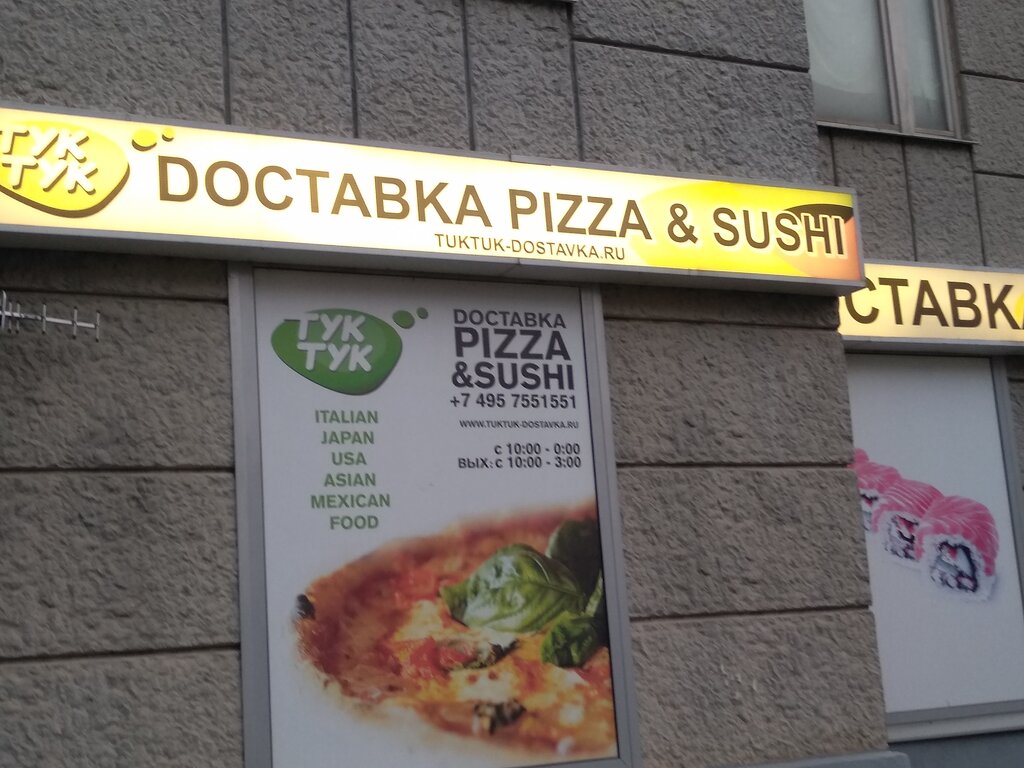 ТУК
ТУК
DОСТАВКА PIZZA & SUSHI
TUKTUK-DOSTAVKA.RU
СТАВКА
ТУК
ТУК
DОСТАВКА
PIZZA
&SUSHI
+7 495 7551551
WWW.TUKTUK-DOSTAVKA.RU
с 10:00 - 0:00
ВЫХ: с 10:00 - 3:00
ITALIAN
JAPAN
USA
ASIAN
MEXICAN
FOOD